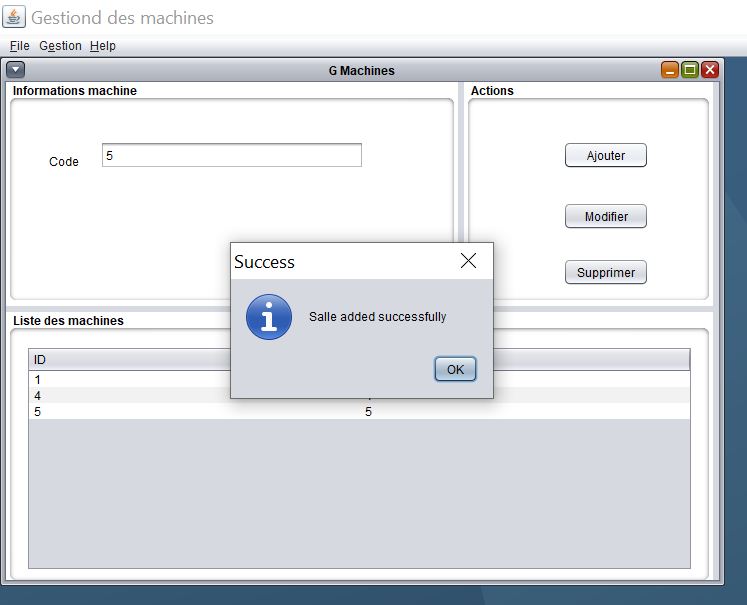 Gestiond des machines
File Gestion Help
G Machines
Informations machine
Actions
Code 5
Ajouter
Modifier
Supprimer
Success
Salle added successfully
OK
Liste des machines
ID
1
4
5 5